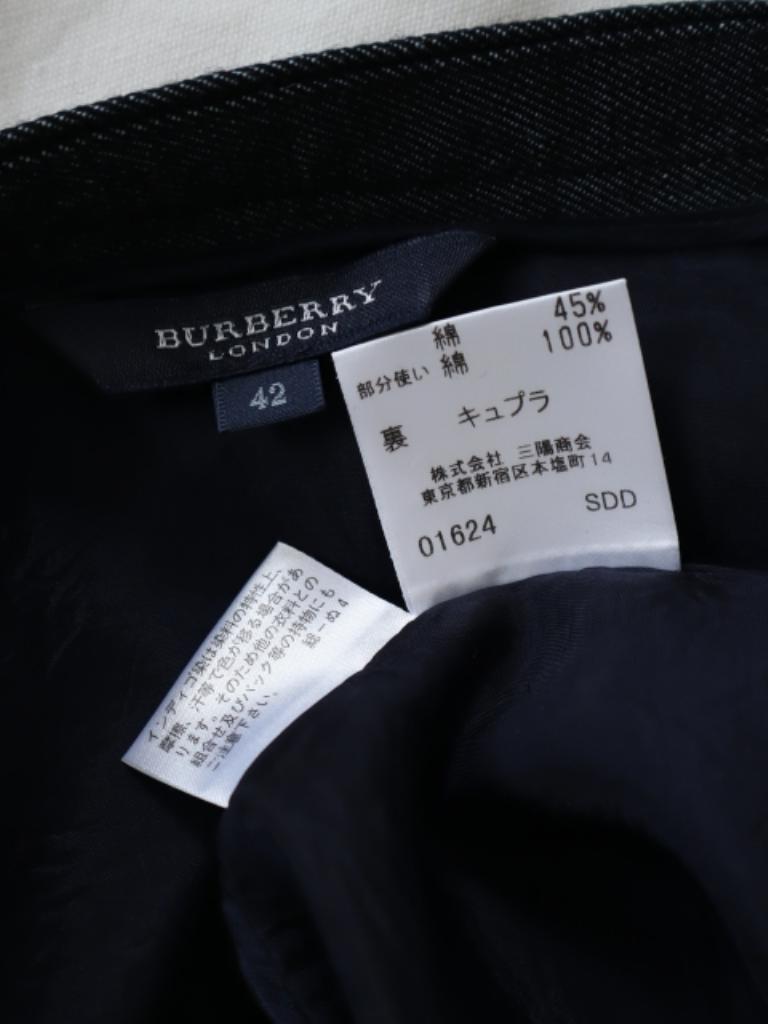 BURBERRY
LONDON
42
綿 45%
部分使い 綿 100%
裏 キュプラ
株式会社 三陽商会
東京都新宿区本塩町14
SDD
01624
インディゴ染は染料の特性上、
摩擦、汗等で色が移る場合があ
ります。そのため他の衣料との
組合せ及びバック等の持物にも
ご注意下さい。
総-ぬ4